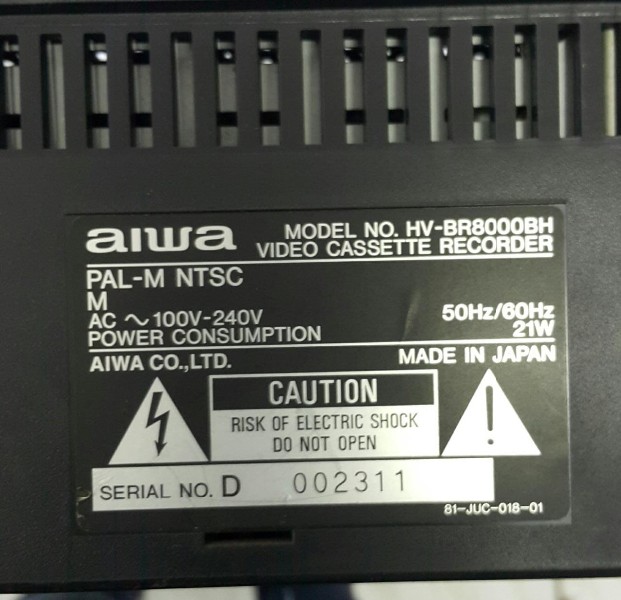 aiwa MODEL NO. HV-BR8000BH
VIDEO CASSETTE RECORDER
PAL-M NTSC
M
AC ~ 100V-240V 50Hz/60Hz
POWER CONSUMPTION 21W
AIWA CO.,LTD. MADE IN JAPAN
CAUTION
RISK OF ELECTRIC SHOCK
DO NOT OPEN
SERIAL NO. D 002311
81-JUC-018-01